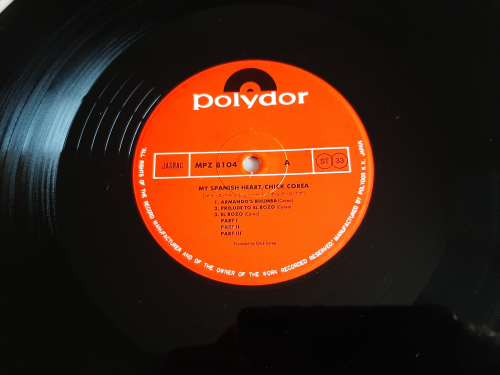 polydor
JASRAC
MPZ 8104
A
ST 33
MY SPANISH HEART/CHICK COREA
1. ARMANDO'S RHUMBA (Corea)
2. PRELUDE TO EL BOZO (Corea)
3. EL BOZO (Corea)
PART I
PART II
PART III
Produced by Chick Corea
"ALL RIGHTS OF THE RECORD MANUFACTURER AND OF THE OWNER OF THE WORK RECORDED RESERVED" MANUFACTURED BY POLYDOR K.K. JAPAN